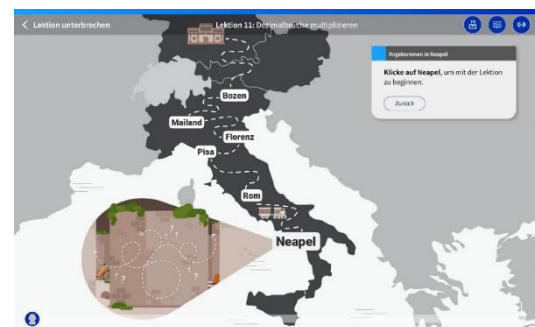 Lektion unterbrechen
Lektion 11: Dezimalbrüche multiplizieren
Angekommen in Neapel
Klicke auf Neapel, um mit der Lektion
zu beginnen.
Zurück
Bozen
Mailand
Florenz
Pisa
Rom
Neapel
? ?
? ?
? ?